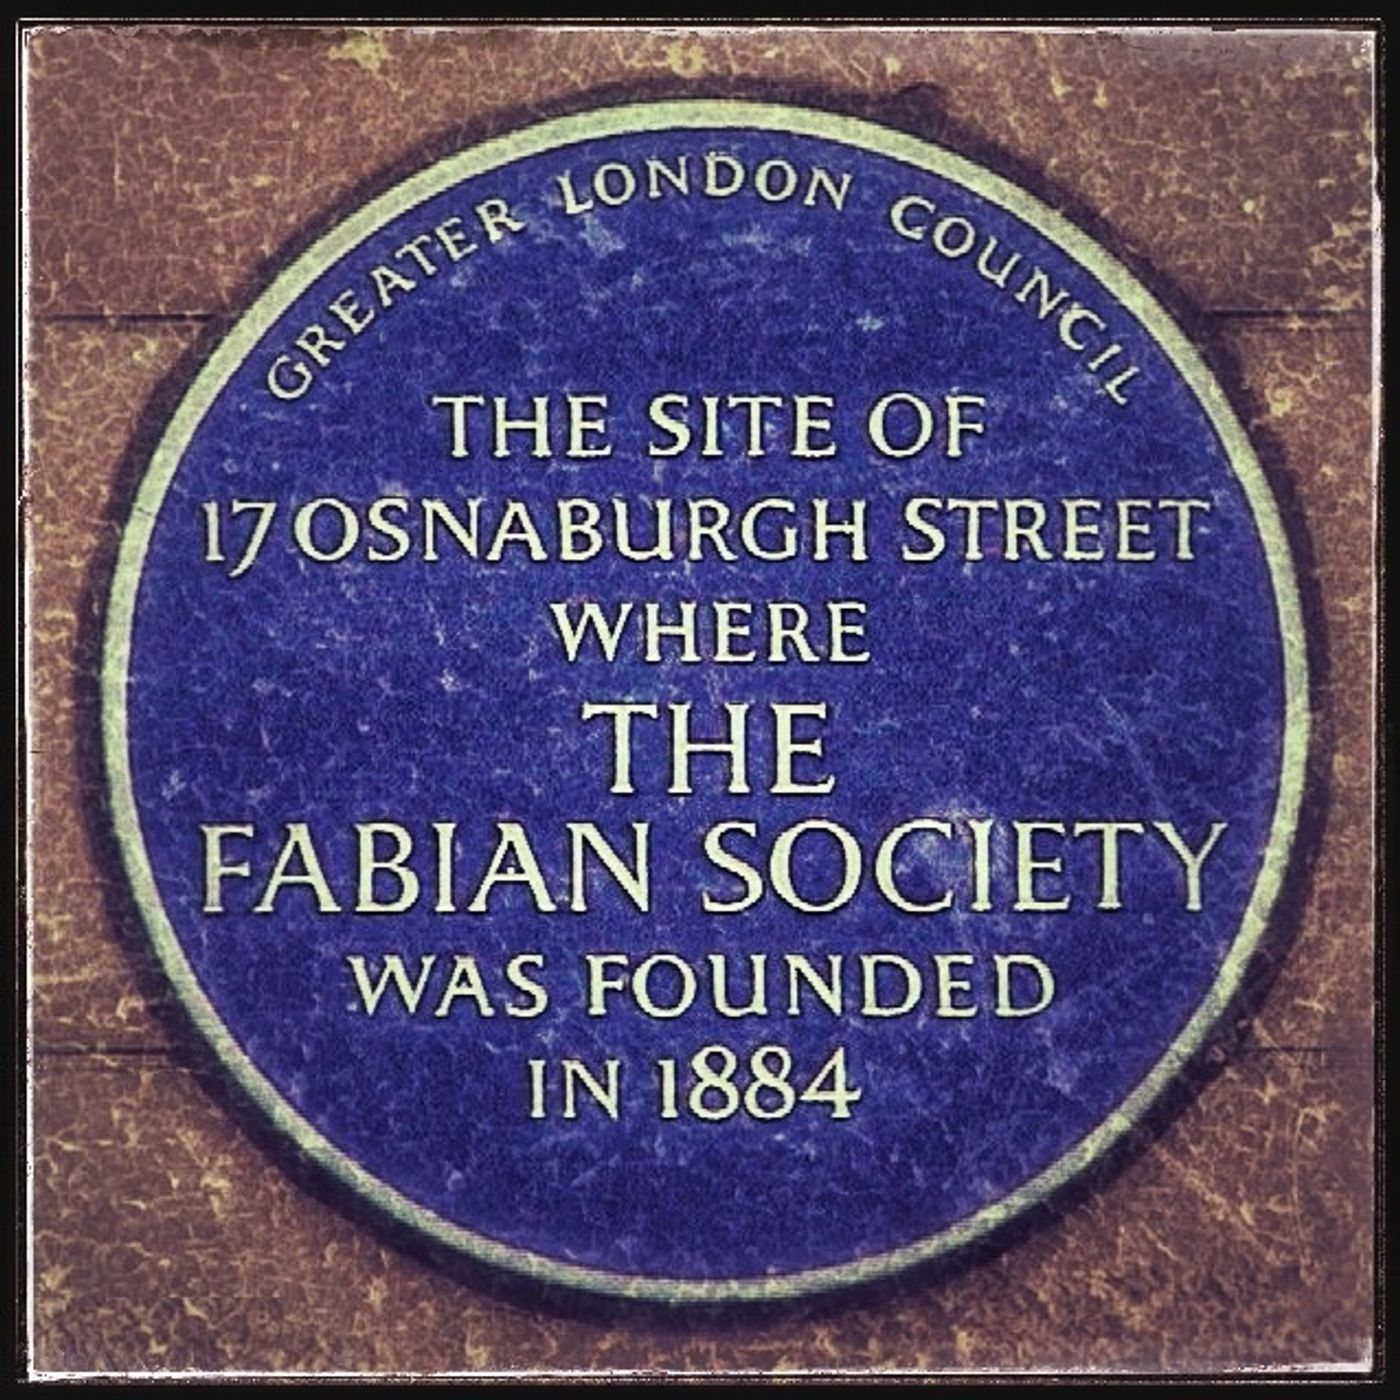 GREATER LONDON COUNCIL
THE SITE OF
17 OSNABURGH STREET
WHERE
THE
FABIAN SOCIETY
WAS FOUNDED
IN 1884